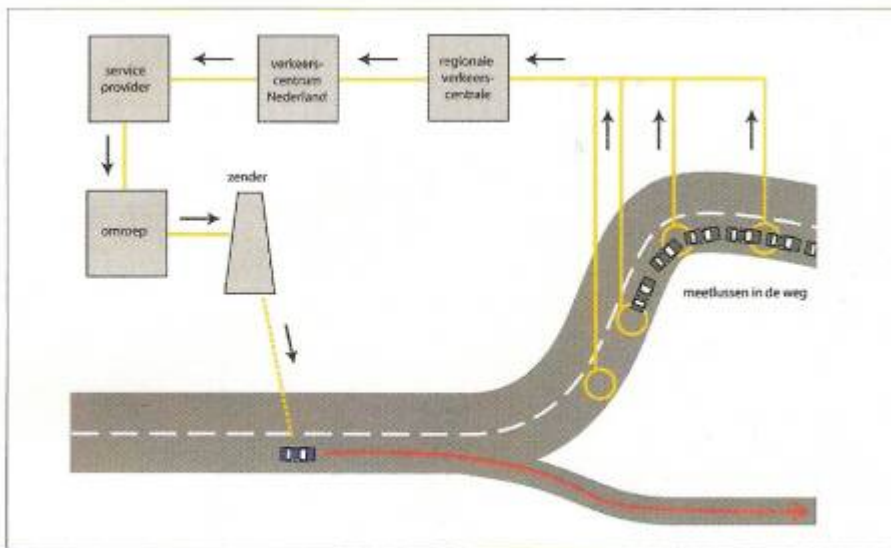 service
provider
verkeers-
centrum
Nederland
regionale
verkeers-
centrale
omroep
zender
meetlussen in de weg